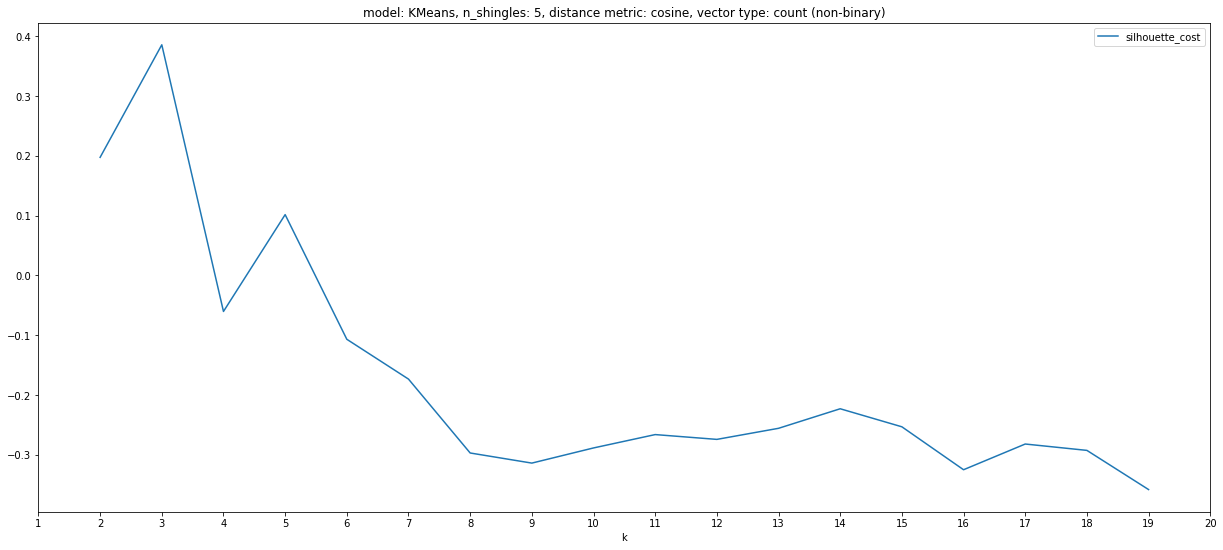 model: KMeans, n_shingles: 5, distance metric: cosine, vector type: count (non-binary)
silhouette_cost
0.4
0.3
0.2
0.1
0.0
−0.1
−0.2
−0.3
1 2 3 4 5 6 7 8 9 10 11 12 13 14 15 16 17 18 19 20
k